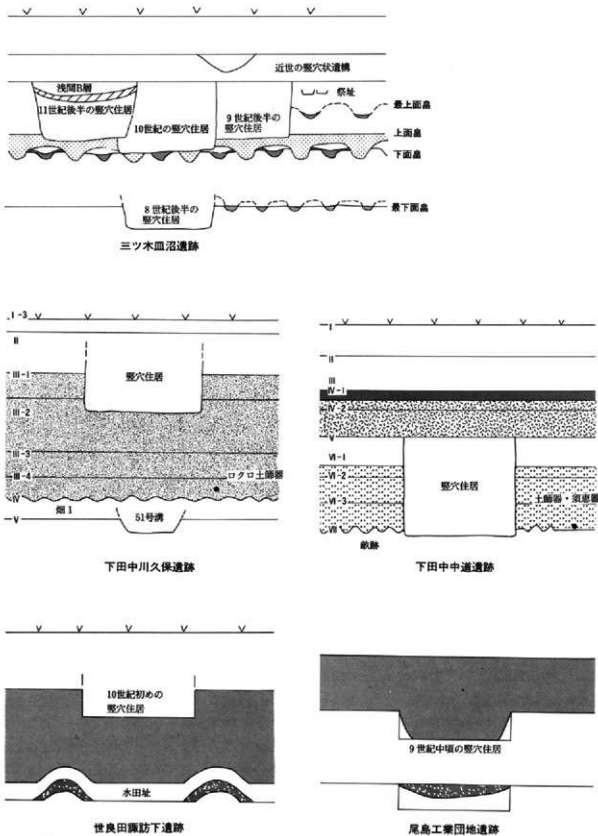 近世の竪穴状遺構
浅間B層
11世紀後半の竪穴住居
10世紀の竪穴住居
9世紀後半の
竪穴住居
祭址
最上面畠
上面畠
下面畠
8世紀後半の
竪穴住居
最下面畠
三ツ木皿沼遺跡
I-3
II
III-1
III-2
III-3
III-4
IV
V
竪穴住居
ロクロ土師器
畑1
51号溝
下田中川久保遺跡
I
II
III
IV-1
IV-2
V
VI-1
VI-2
VI-3
VII
竪穴住居
土師器・須恵器
畝跡
下田中中道遺跡
10世紀初めの
竪穴住居
水田址
世良田諏訪下遺跡
9世紀中頃の竪穴住居
尾島工業団地遺跡